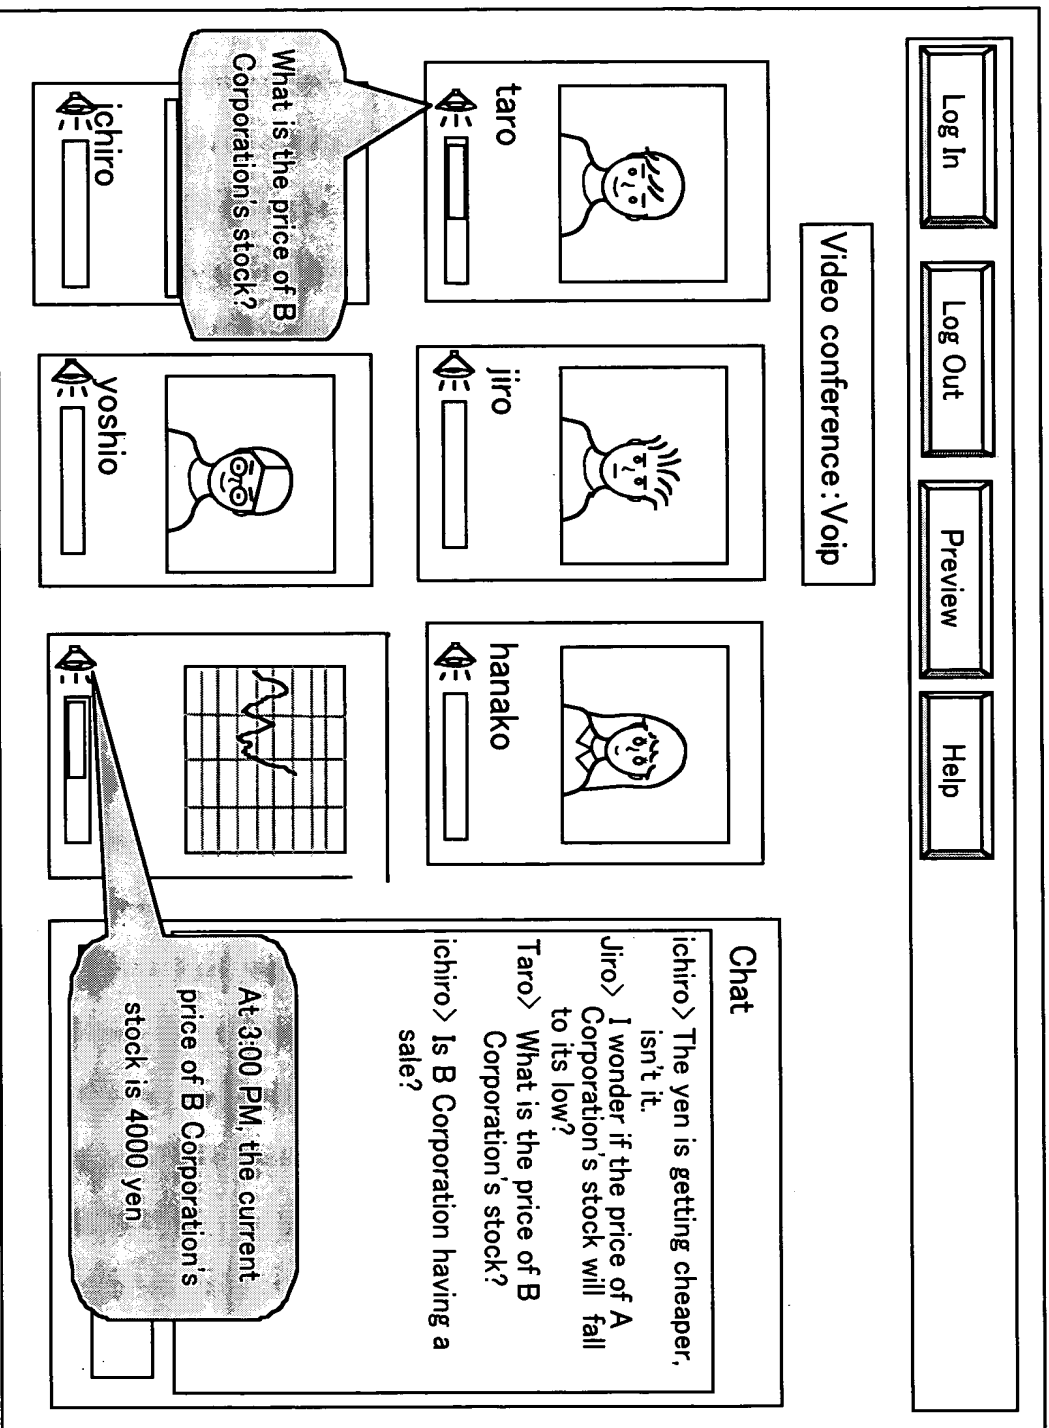 Log In
Log Out
Preview
Help
Video conference:Voip
taro
jiro
hanako
What is the price of B
Corporation's stock?
ichiro
yoshio
Chat
ichiro> The yen is getting cheaper,
isn't it.
Jiro> I wonder if the price of A
Corporation's stock will fall
to its low?
Taro> What is the price of B
Corporation's stock?
ichiro> Is B Corporation having a
sale?
At 3:00 PM, the current
price of B Corporation's
stock is 4000 yen